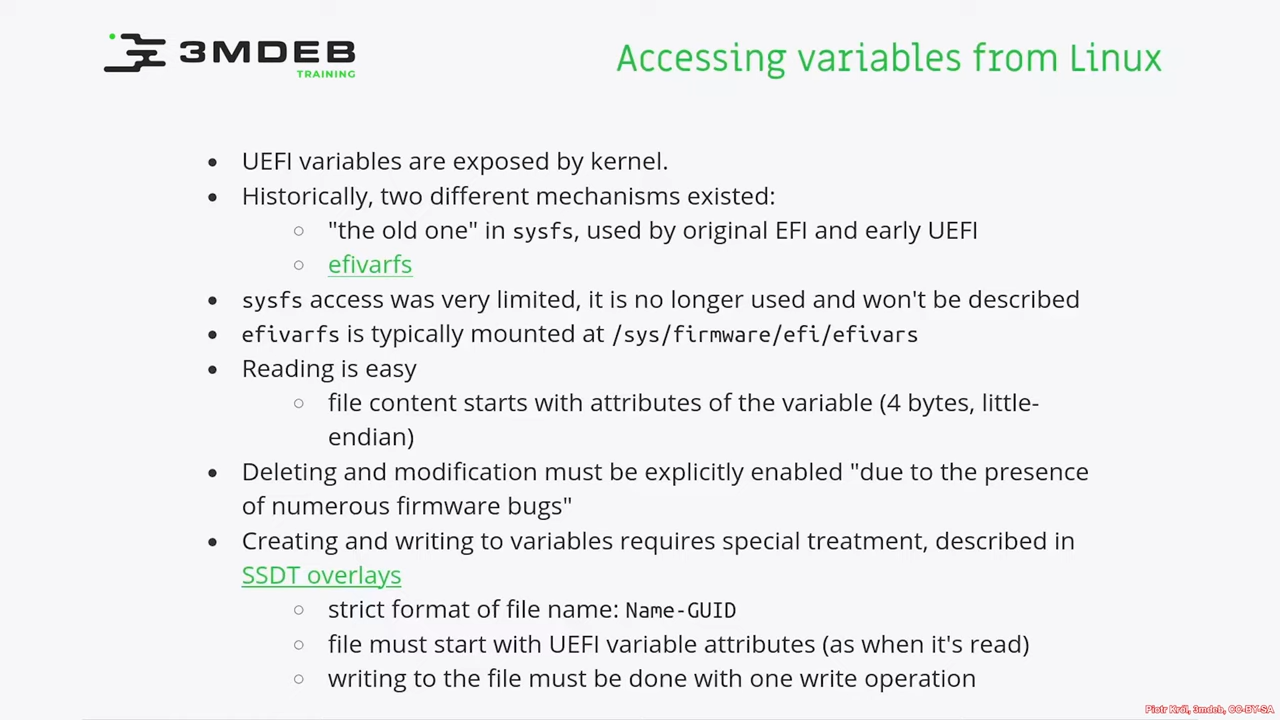 3MDEB
TRAINING
Accessing variables from Linux
• UEFI variables are exposed by kernel.
• Historically, two different mechanisms existed:
○ "the old one" in sysfs, used by original EFI and early UEFI
○ efivarfs
• sysfs access was very limited, it is no longer used and won't be described
• efivarfs is typically mounted at /sys/firmware/efi/efivars
• Reading is easy
○ file content starts with attributes of the variable (4 bytes, little-
endian)
• Deleting and modification must be explicitly enabled "due to the presence
of numerous firmware bugs"
• Creating and writing to variables requires special treatment, described in
SSDT overlays
○ strict format of file name: Name-GUID
○ file must start with UEFI variable attributes (as when it's read)
○ writing to the file must be done with one write operation
Piotr Król, 3mdeb, CC-BY-SA